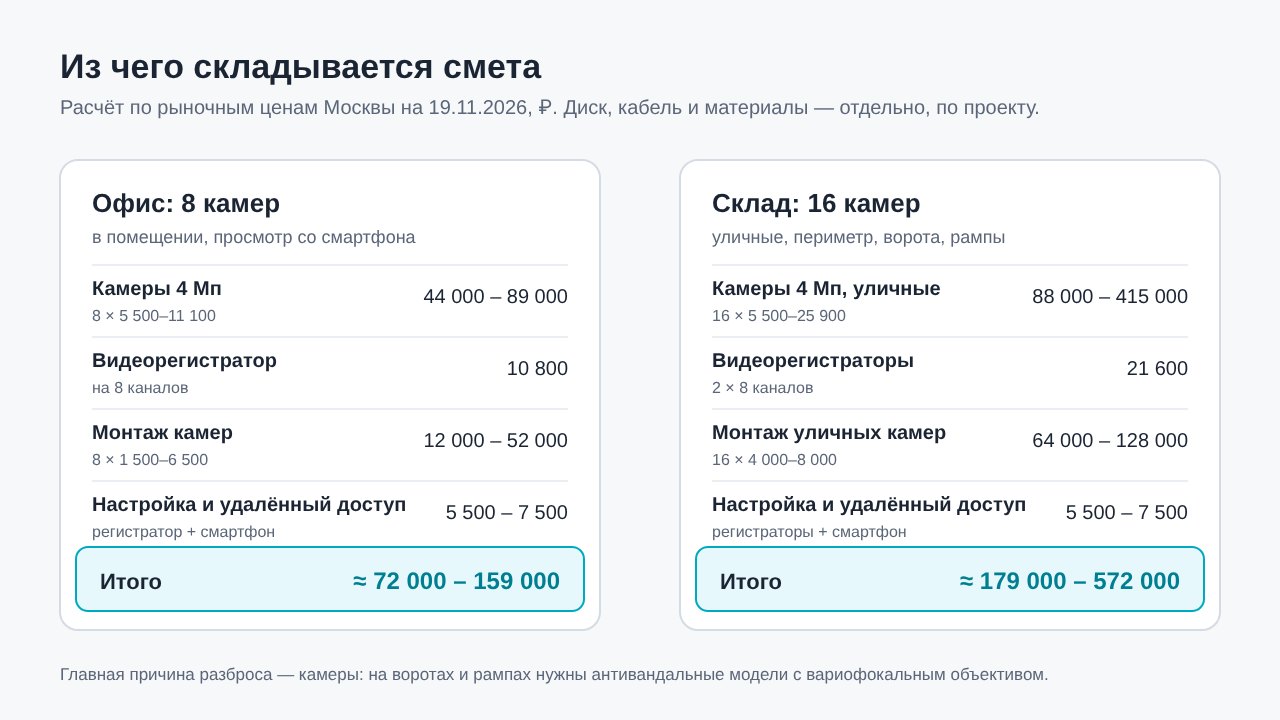 Из чего складывается смета
Расчёт по рыночным ценам Москвы на 19.11.2026, ₽. Диск, кабель и материалы — отдельно, по проекту.
Офис: 8 камер
в помещении, просмотр со смартфона
Камеры 4 Мп
44 000 – 89 000
8 × 5 500–11 100
Видеорегистратор
10 800
на 8 каналов
Монтаж камер
12 000 – 52 000
8 × 1 500–6 500
Настройка и удалённый доступ
5 500 – 7 500
регистратор + смартфон
Итого
≈ 72 000 – 159 000
Склад: 16 камер
уличные, периметр, ворота, рампы
Камеры 4 Мп, уличные
88 000 – 415 000
16 × 5 500–25 900
Видеорегистраторы
21 600
2 × 8 каналов
Монтаж уличных камер
64 000 – 128 000
16 × 4 000–8 000
Настройка и удалённый доступ
5 500 – 7 500
регистраторы + смартфон
Итого
≈ 179 000 – 572 000
Главная причина разброса — камеры: на воротах и рампах нужны антивандальные модели с вариофокальным объективом.